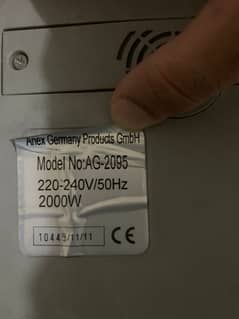 Anex Germany Products GmbH
Model No:AG-2095
220-240V/50Hz
2000W
10445/11/11
CE